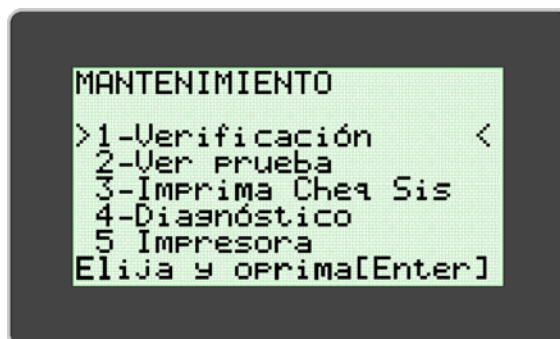 MANTENIMIENTO
>1-Verificación <
2-Ver prueba
3-Imprima Cheq Sis
4-Diagnóstico
5 Impresora
Elija y oprima[Enter]